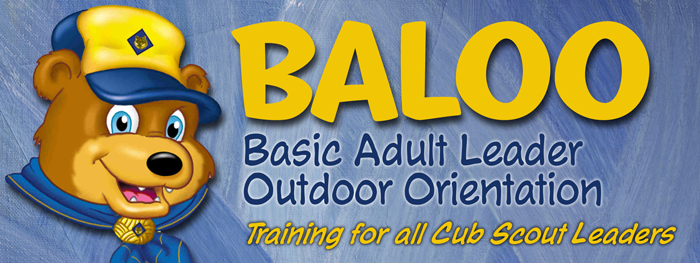 BALOO
Basic Adult Leader
Outdoor Orientation
Training for all Cub Scout Leaders